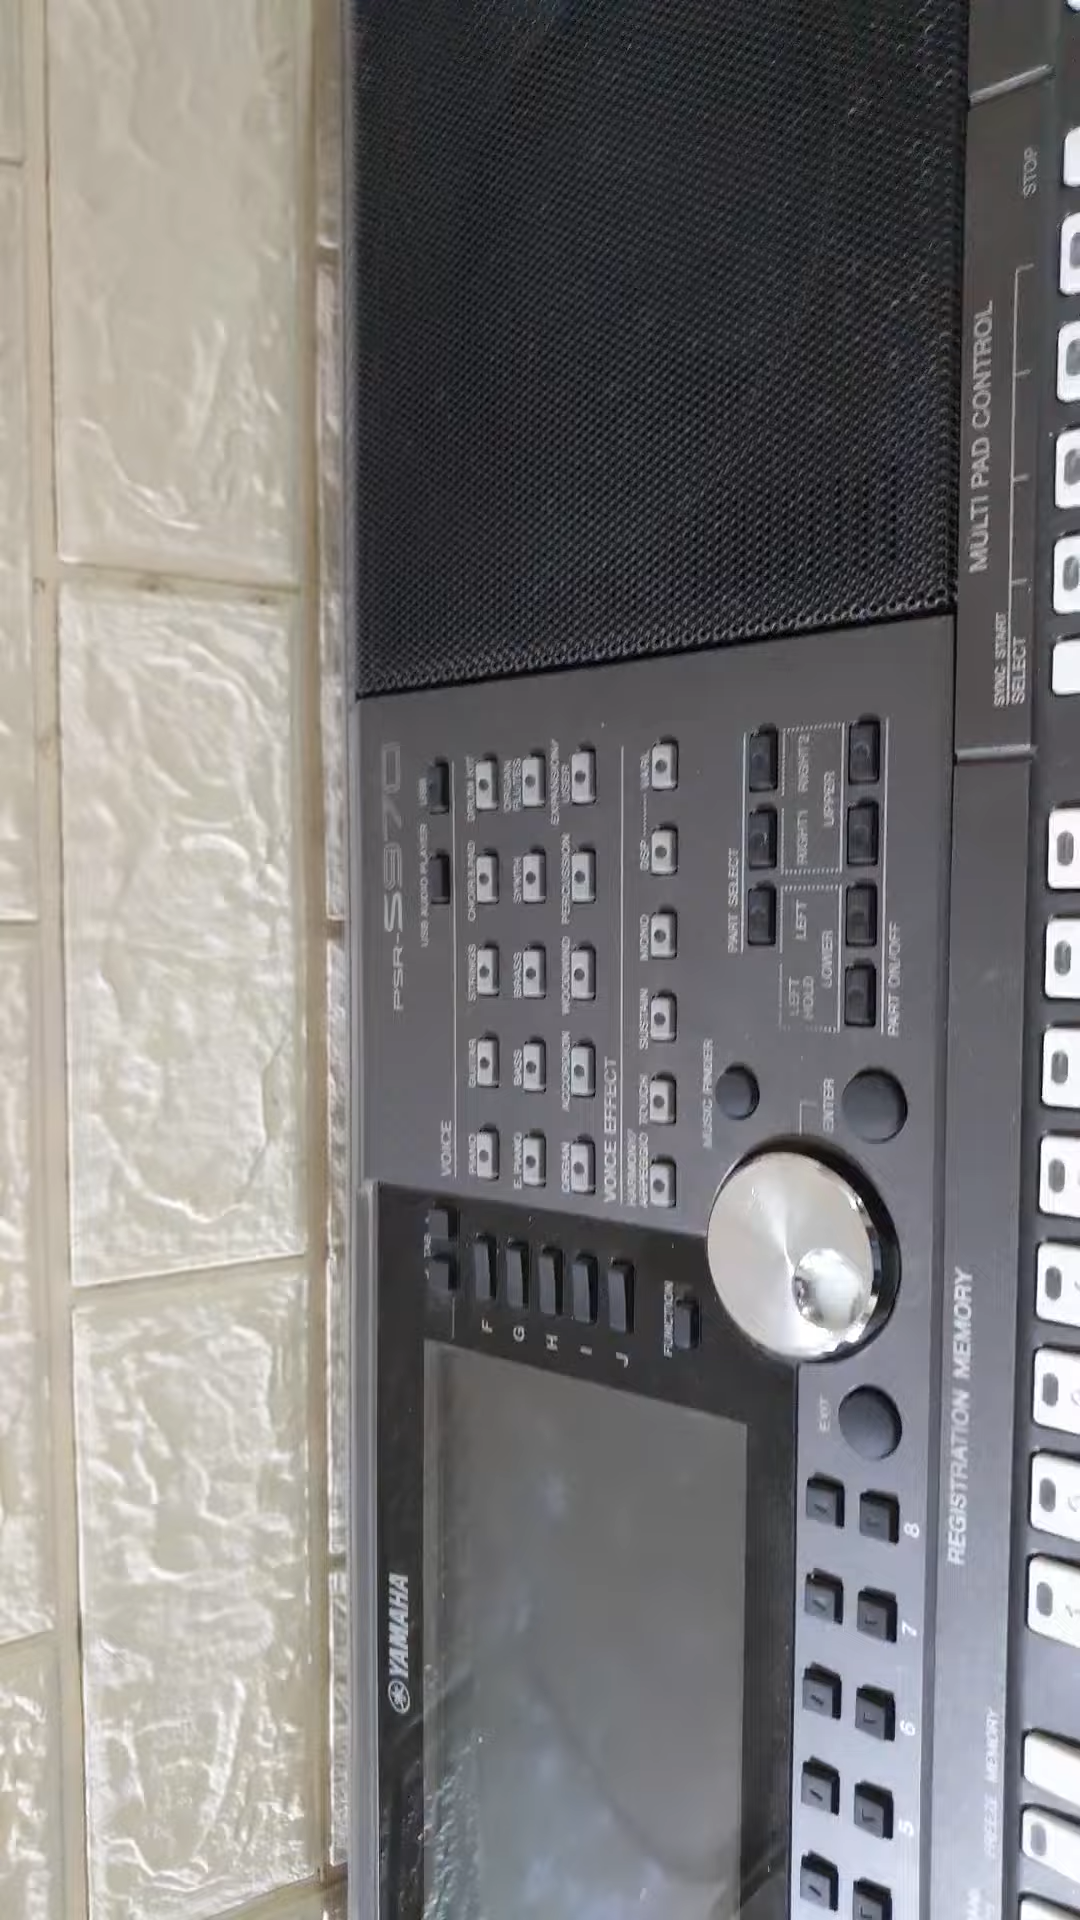 YAMAHA
PSR-S970
VOICE
USB AUDIO PLAYER
USB
PIANO
GUITAR
STRINGS
CHOIR & PAD
DRUM KIT
E. PIANO
BASS
BRASS
SYNTH
ORGAN FLUTES
ORGAN
ACCORDION
WOODWIND
PERCUSSION
EXPANSION/
USER
VOICE EFFECT
HARMONY/
ARPEGGIO
TOUCH
SUSTAIN
MONO
DSP
VARI.
TAB
F
G
H
I
J
FUNCTION
MUSIC FINDER
PART SELECT
LEFT
RIGHT1
RIGHT2
LEFT
HOLD
LOWER
UPPER
PART ON/OFF
ENTER
EXIT
5
6
7
8
REGISTRATION MEMORY
FREEZE
MEMORY
MULTI PAD CONTROL
SYNC START
SELECT
STOP